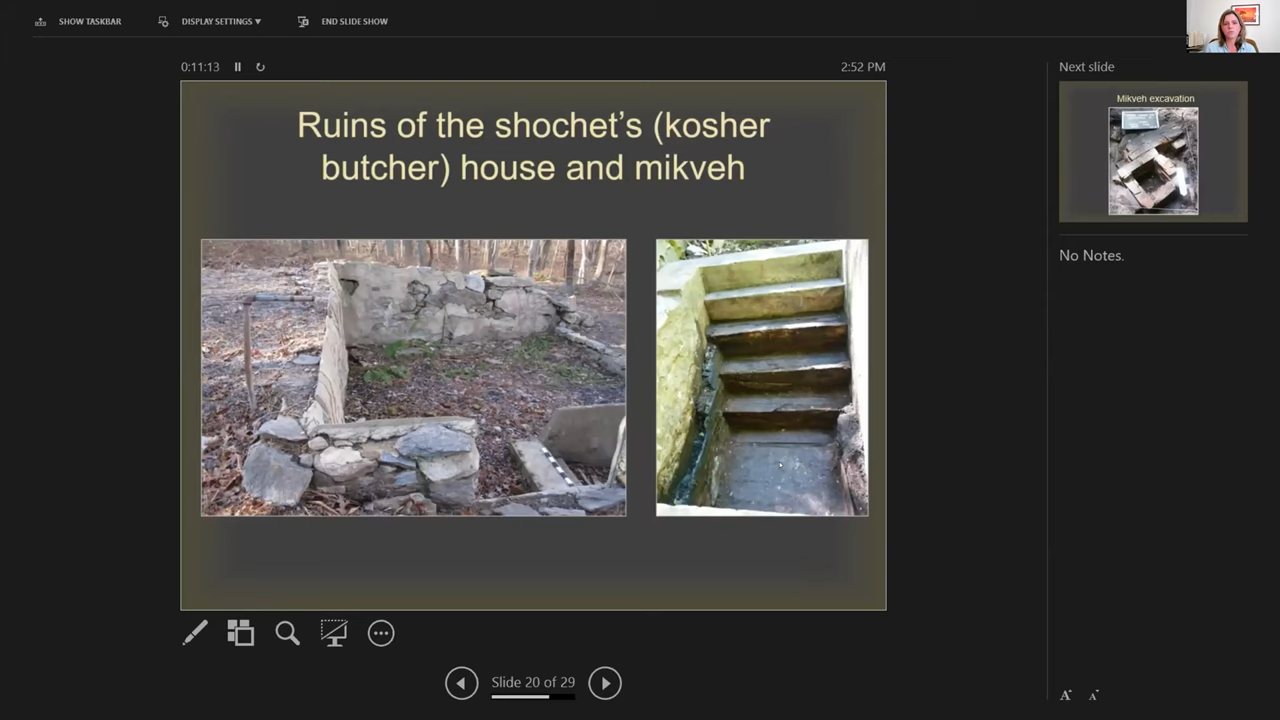 SHOW TASKBAR
DISPLAY SETTINGS ▾
END SLIDE SHOW
0:11:13
2:52 PM
Next slide
Ruins of the shochet’s (kosher
butcher) house and mikveh
Mikveh excavation
No Notes.
Slide 20 of 29
A A